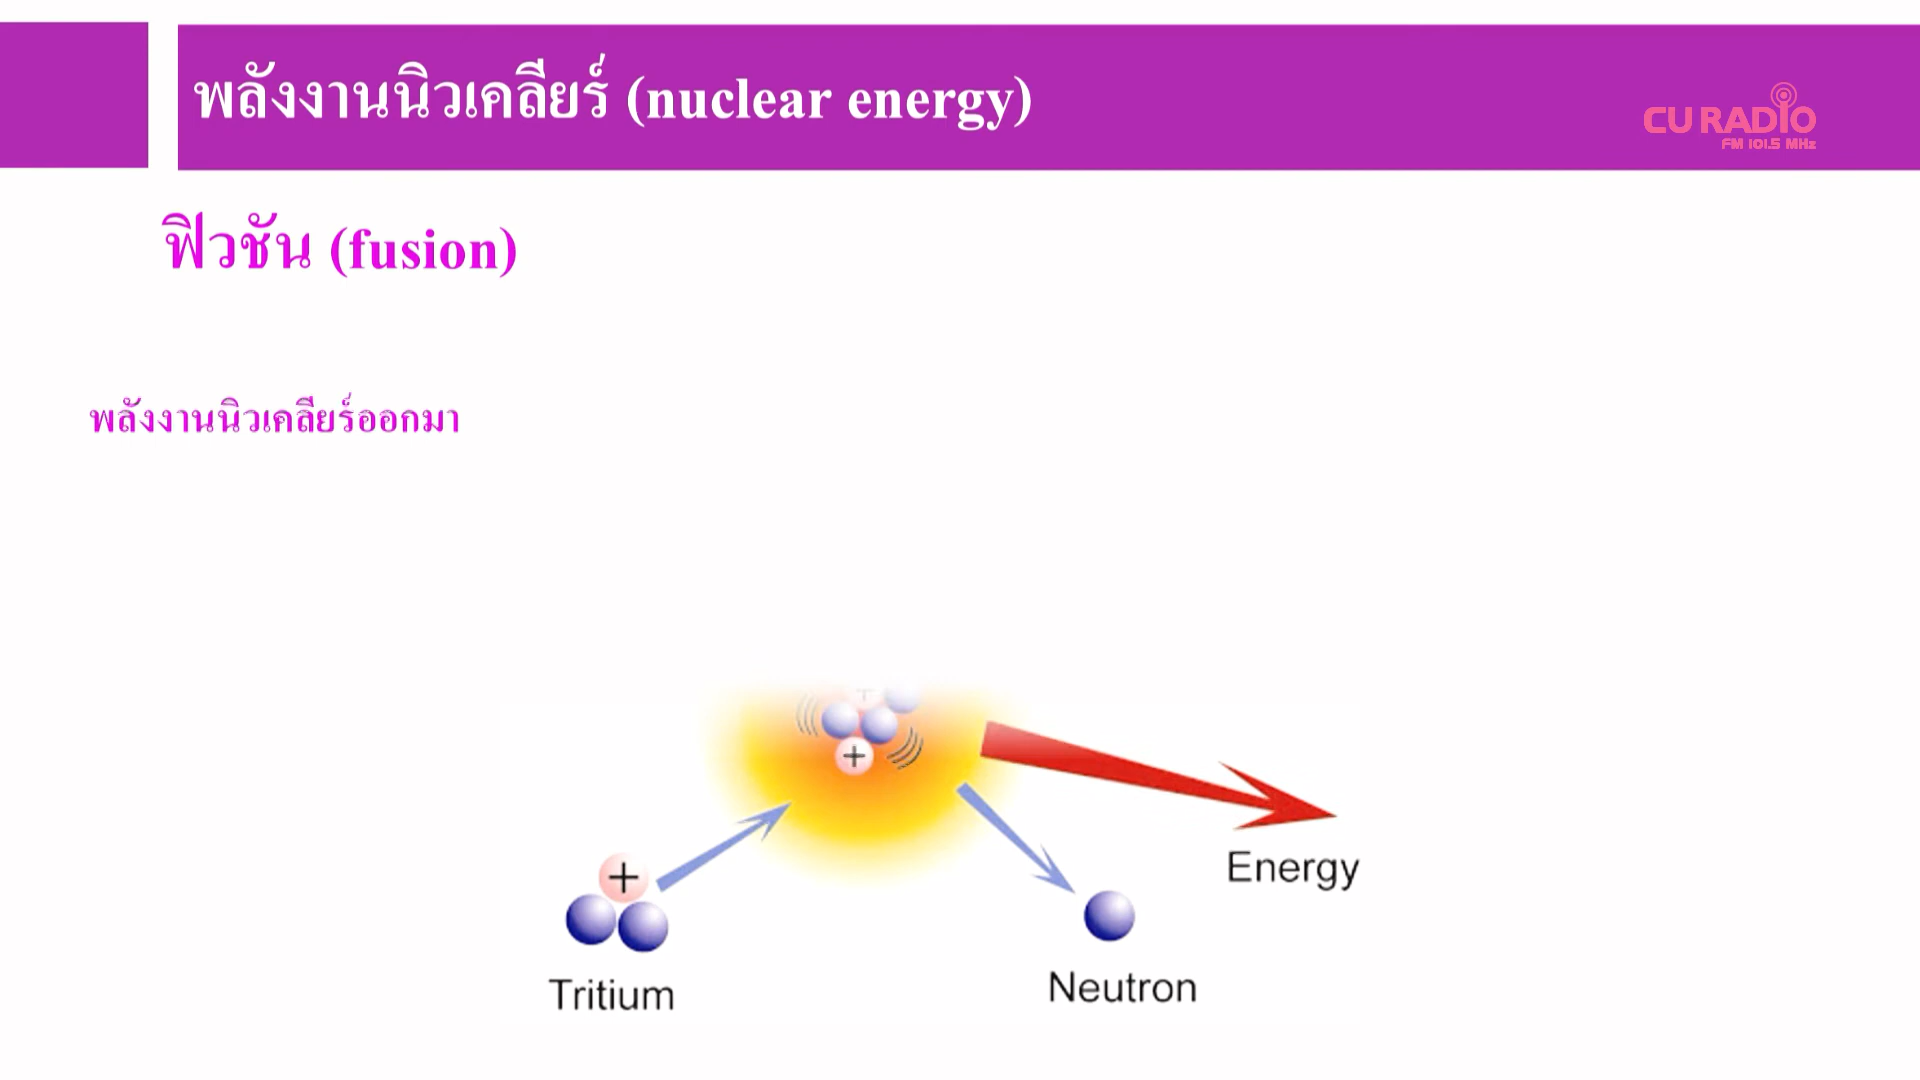 พลังงานนิวเคลียร์ (nuclear energy)
CU RADIO
FM 101.5 MHz
ฟิวชัน (fusion)
พลังงานนิวเคลียร์ออกมา
+
+
+
Energy
Tritium
Neutron